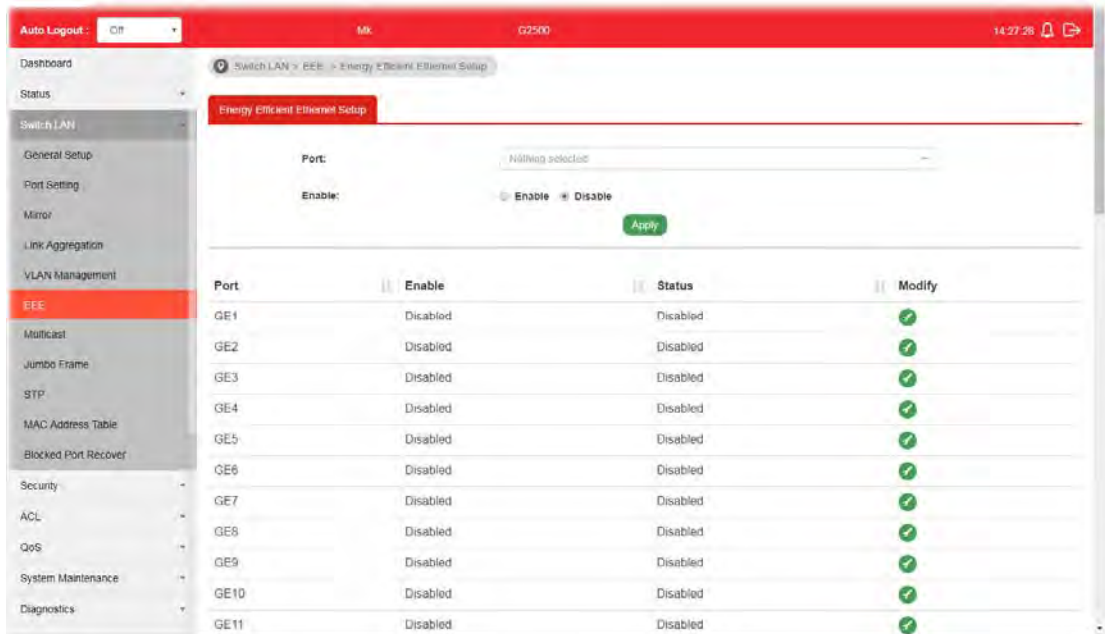 Auto Logout : Off MK G2500 14:27:28
Dashboard
Switch LAN > EEE > Energy Efficient Ethernet Setup
Status
Energy Efficient Ethernet Setup
Switch LAN
General Setup
Port: Nothing selected
Port Setting
Enable: Enable Disable
Mirror
Apply
Link Aggregation
VLAN Management
Port Enable Status Modify
EEE
GE1 Disabled Disabled
Multicast
GE2 Disabled Disabled
Jumbo Frame
GE3 Disabled Disabled
STP
GE4 Disabled Disabled
MAC Address Table
GE5 Disabled Disabled
Blocked Port Recover
GE6 Disabled Disabled
Security
GE7 Disabled Disabled
ACL
GE8 Disabled Disabled
QoS
GE9 Disabled Disabled
System Maintenance
GE10 Disabled Disabled
Diagnostics
GE11 Disabled Disabled